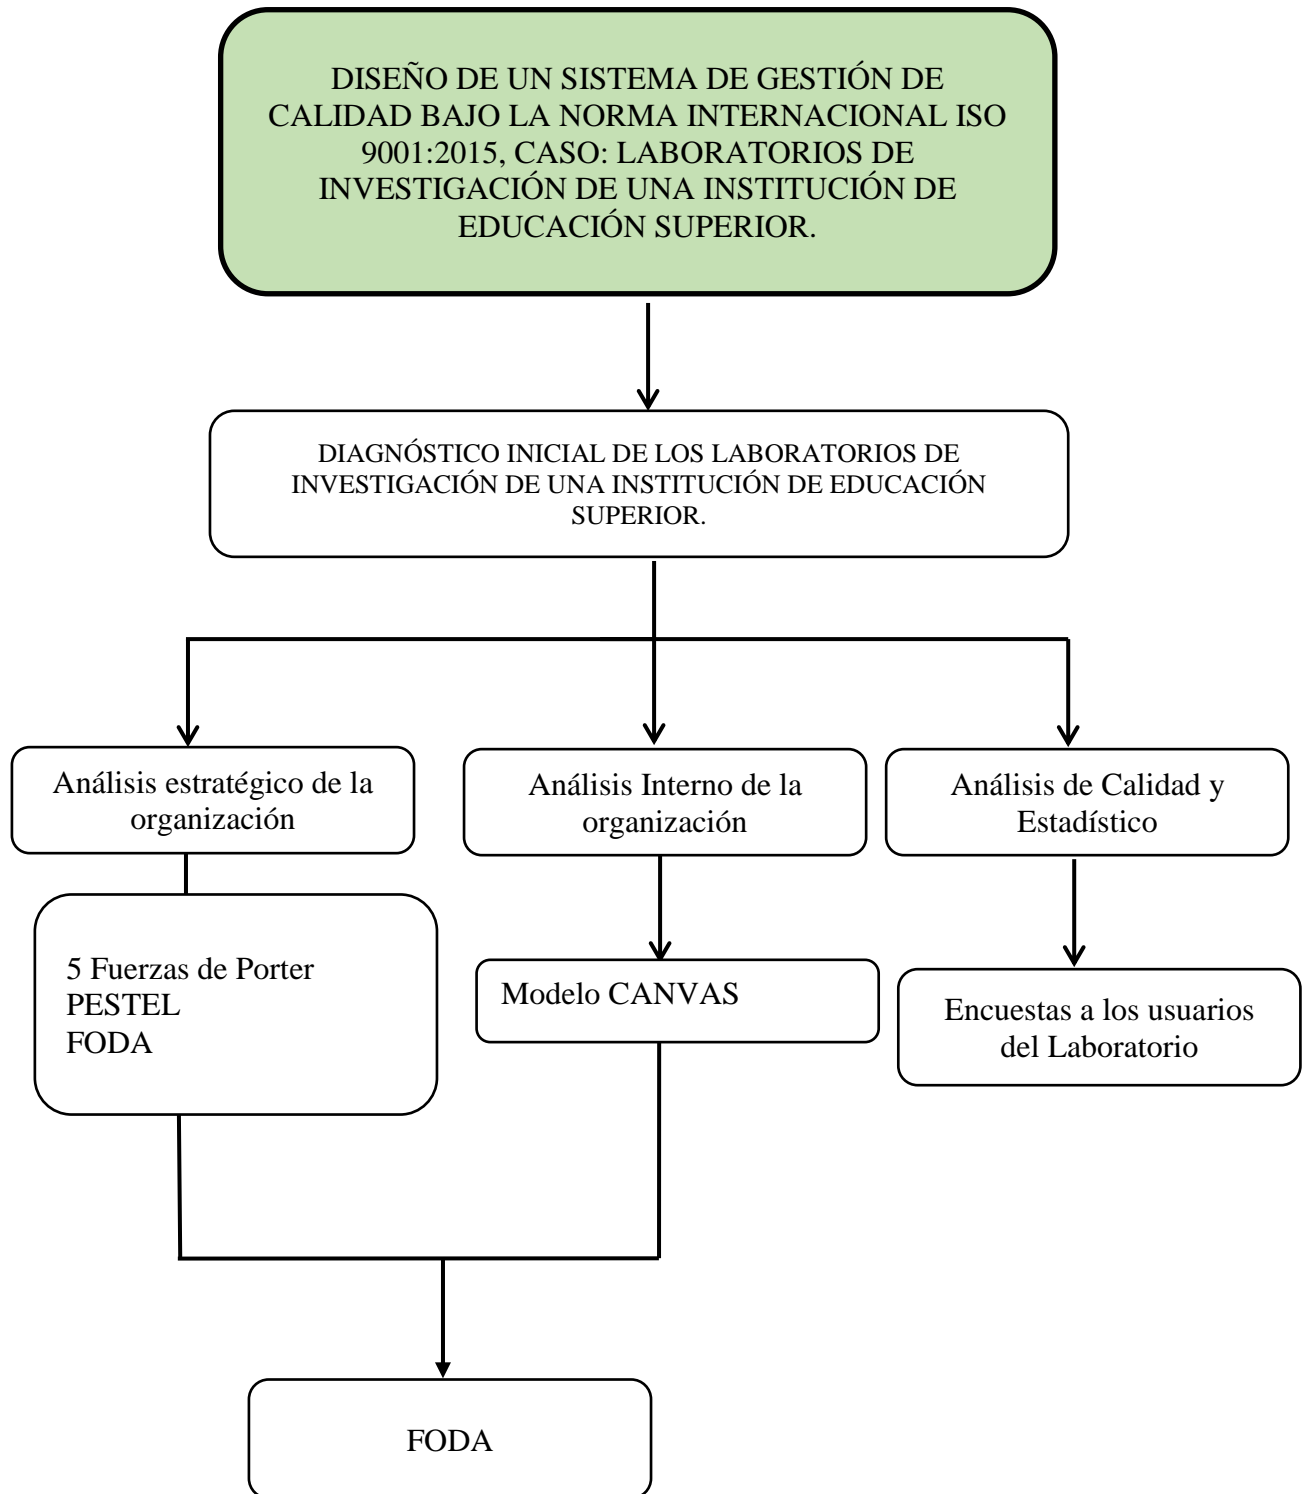 DISEÑO DE UN SISTEMA DE GESTIÓN DE
CALIDAD BAJO LA NORMA INTERNACIONAL ISO
9001:2015, CASO: LABORATORIOS DE
INVESTIGACIÓN DE UNA INSTITUCIÓN DE
EDUCACIÓN SUPERIOR.
DIAGNÓSTICO INICIAL DE LOS LABORATORIOS DE
INVESTIGACIÓN DE UNA INSTITUCIÓN DE EDUCACIÓN
SUPERIOR.
Análisis estratégico de la
organización
Análisis Interno de la
organización
Análisis de Calidad y
Estadístico
5 Fuerzas de Porter
PESTEL
FODA
Modelo CANVAS
Encuestas a los usuarios
del Laboratorio
FODA